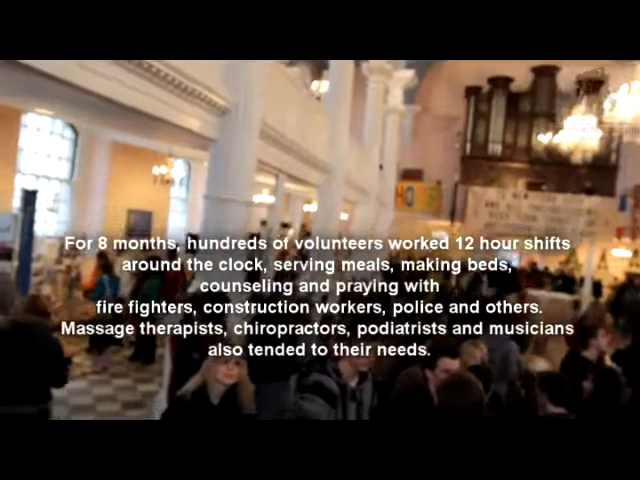 For 8 months, hundreds of volunteers worked 12 hour shifts
around the clock, serving meals, making beds,
counseling and praying with
fire fighters, construction workers, police and others.
Massage therapists, chiropractors, podiatrists and musicians
also tended to their needs.